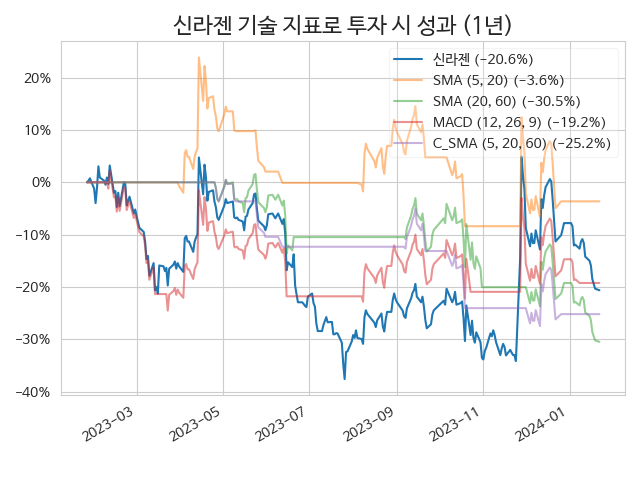 신라젠 기술 지표로 투자 시 성과 (1년)
신라젠 (−20.6%)
SMA (5, 20) (−3.6%)
SMA (20, 60) (−30.5%)
MACD (12, 26, 9) (−19.2%)
C_SMA (5, 20, 60) (−25.2%)
20%
10%
0%
−10%
−20%
−30%
−40%
2023−03
2023−05
2023−07
2023−09
2023−11
2024−01